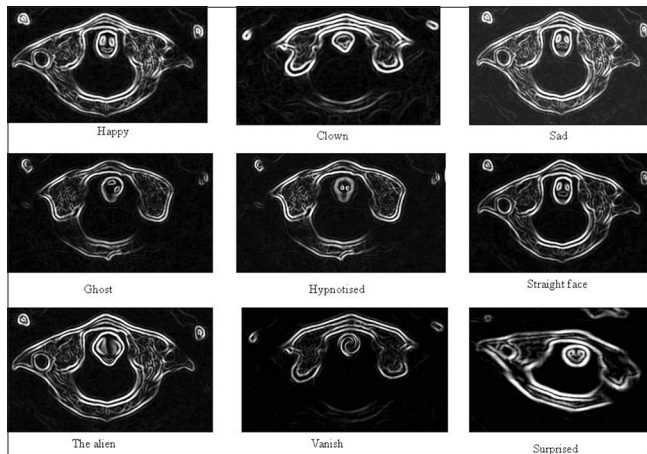 Happy
Clown
Sad
Ghost
Hypnotised
Straight face
The alien
Vanish
Surprised